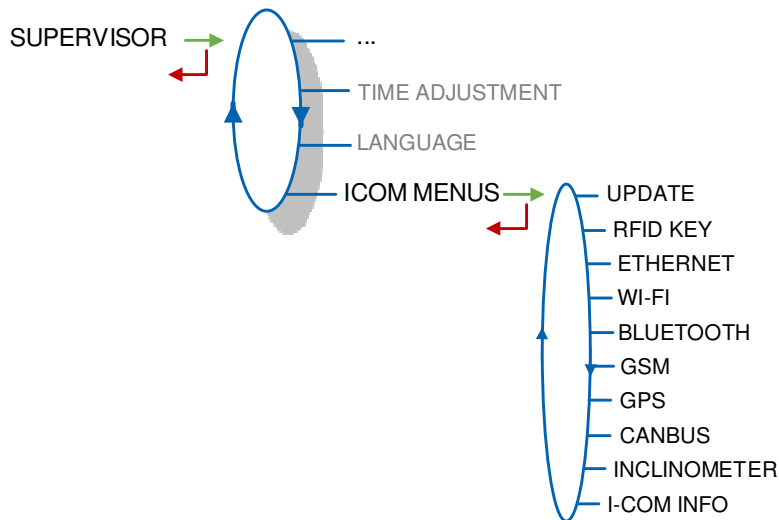 SUPERVISOR
...
TIME ADJUSTMENT
LANGUAGE
ICOM MENUS
UPDATE
RFID KEY
ETHERNET
WI-FI
BLUETOOTH
GSM
GPS
CANBUS
INCLINOMETER
I-COM INFO